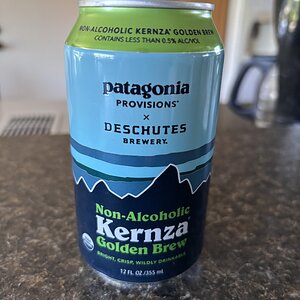 NON-ALCOHOLIC KERNZA® GOLDEN BREW
CONTAINS LESS THAN 0.5% ALC/VOL
patagonia
PROVISIONS®
×
DESCHUTES
BREWERY.
Non-Alcoholic
Kernza
Golden Brew
BRIGHT, CRISP, WILDLY DRINKABLE
12 FL OZ/355 mL